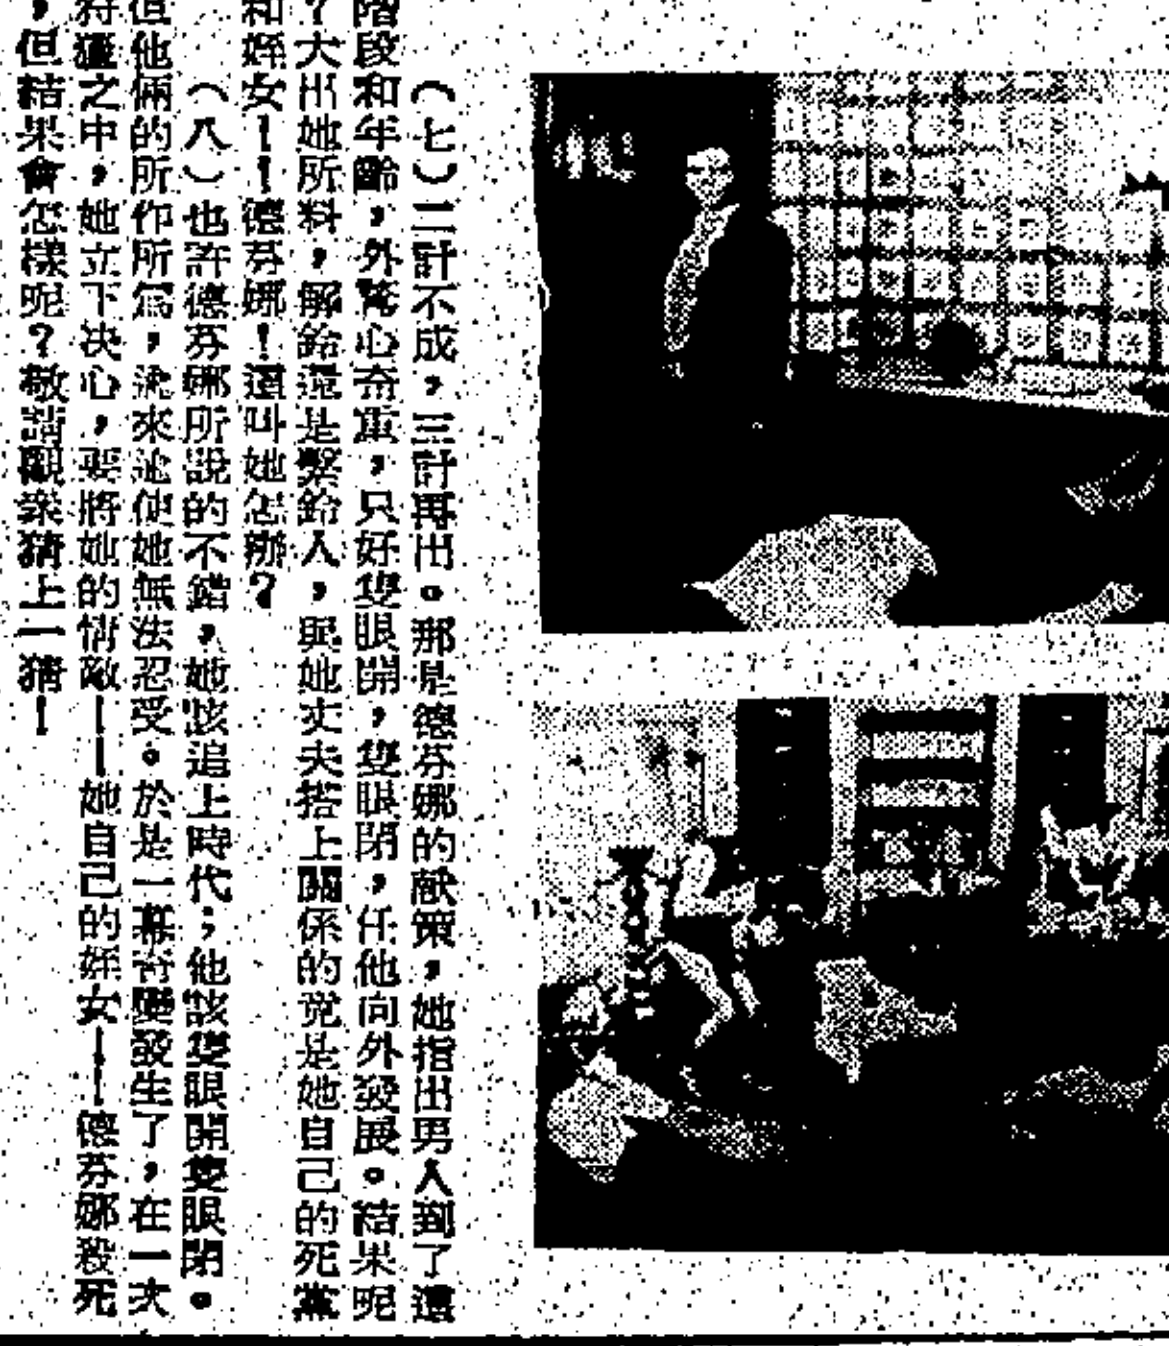 (七)二計不成，三計再出。那是德芬娜的献策，她指出男人到了這
階段和年齡，外騖心奇重，只好隻眼開，隻眼閉，任他向外發展。結果呢
？大出她所料，解鈴還是繫鈴人，與她丈夫搭上關係的竟是她自己的死黨
和姪女——德芬娜！還叫她怎辦？
(八)也許德芬娜所說的不錯，她該追上時代；他該隻眼開隻眼閉。
但他倆的所作所爲，後來迫使她無法忍受。於是一幕奇變發生了，在一次
狩獵之中，她立下决心，要將她的情敵——她自己的姪女——德芬娜殺死
，但結果會怎樣呢？敬請觀衆猜上一猜！